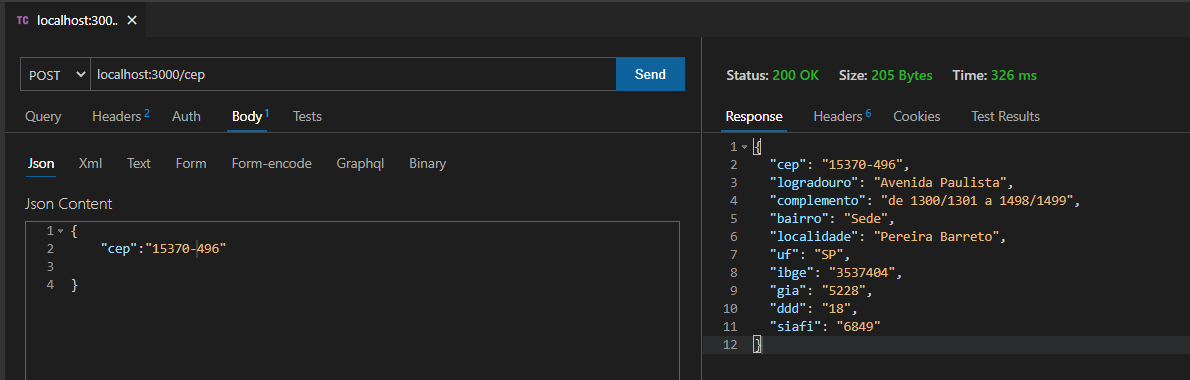 TC localhost:300.. ×
POST localhost:3000/cep Send
Query Headers 2 Auth Body 1 Tests
Json Xml Text Form Form-encode Graphql Binary
Json Content
1 {
2 "cep":"15370-496"
3
4 }
Status: 200 OK Size: 205 Bytes Time: 326 ms
Response Headers 6 Cookies Test Results
1 {
2 "cep": "15370-496",
3 "logradouro": "Avenida Paulista",
4 "complemento": "de 1300/1301 a 1498/1499",
5 "bairro": "Sede",
6 "localidade": "Pereira Barreto",
7 "uf": "SP",
8 "ibge": "3537404",
9 "gia": "5228",
10 "ddd": "18",
11 "siafi": "6849"
12 }